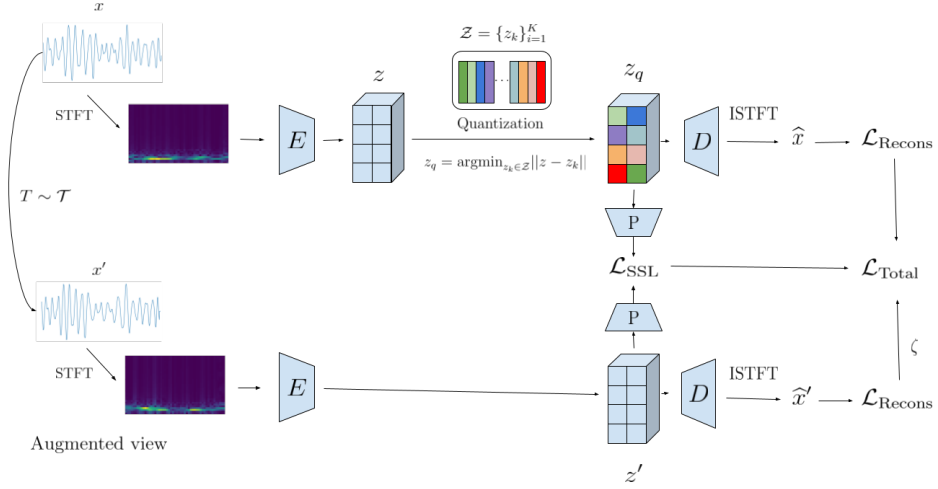 x
𝒵 = {z_k}_{i=1}^K
z
z_q
STFT
E
· · ·
Quantization
D
ISTFT
x̂
ℒ_Recons
z_q = argmin_{z_k∈𝒵}||z − z_k||
T ∼ 𝒯
P
x′
ℒ_SSL
ℒ_Total
P
STFT
E
D
ISTFT
x̂′
ζ
ℒ_Recons
Augmented view
z′